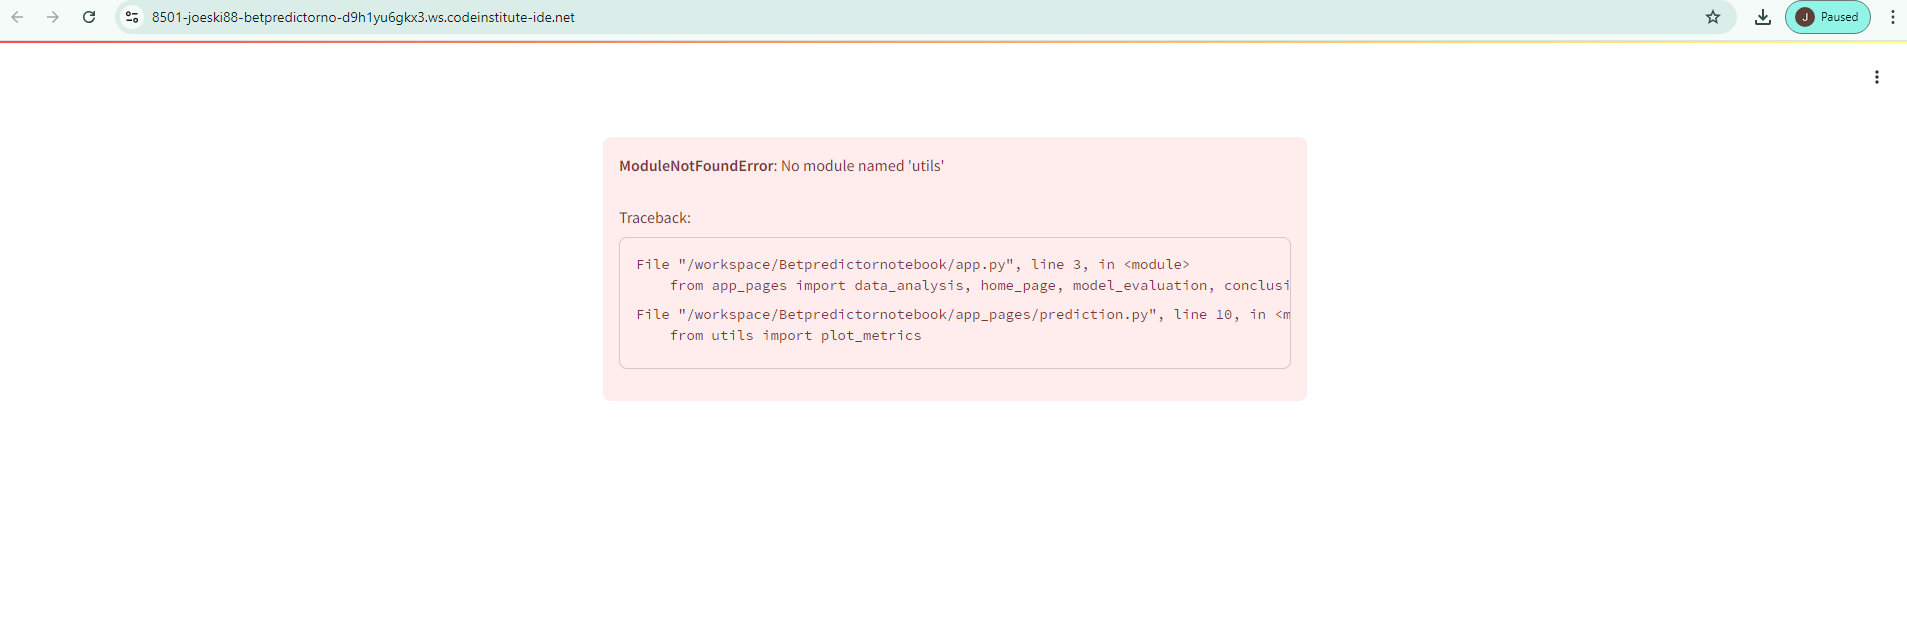 8501-joeski88-betpredictorno-d9h1yu6gkx3.ws.codeinstitute-ide.net
J Paused
ModuleNotFoundError: No module named 'utils'
Traceback:
File "/workspace/Betpredictornotebook/app.py", line 3, in <module>
from app_pages import data_analysis, home_page, model_evaluation, conclusi
File "/workspace/Betpredictornotebook/app_pages/prediction.py", line 10, in <m
from utils import plot_metrics